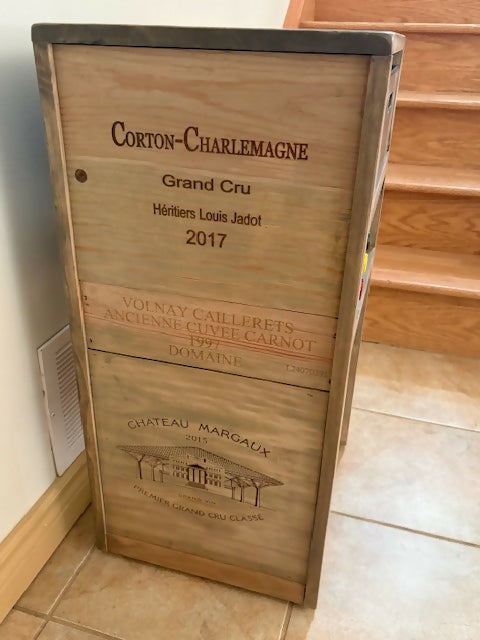 CORTON-CHARLEMAGNE
Grand Cru
Héritiers Louis Jadot
2017
VOLNAY CAILLERETS
ANCIENNE CUVEE CARNOT
1997
DOMAINE
CHATEAU MARGAUX
2015
GRAND VIN
PREMIER GRAND CRU CLASSÉ